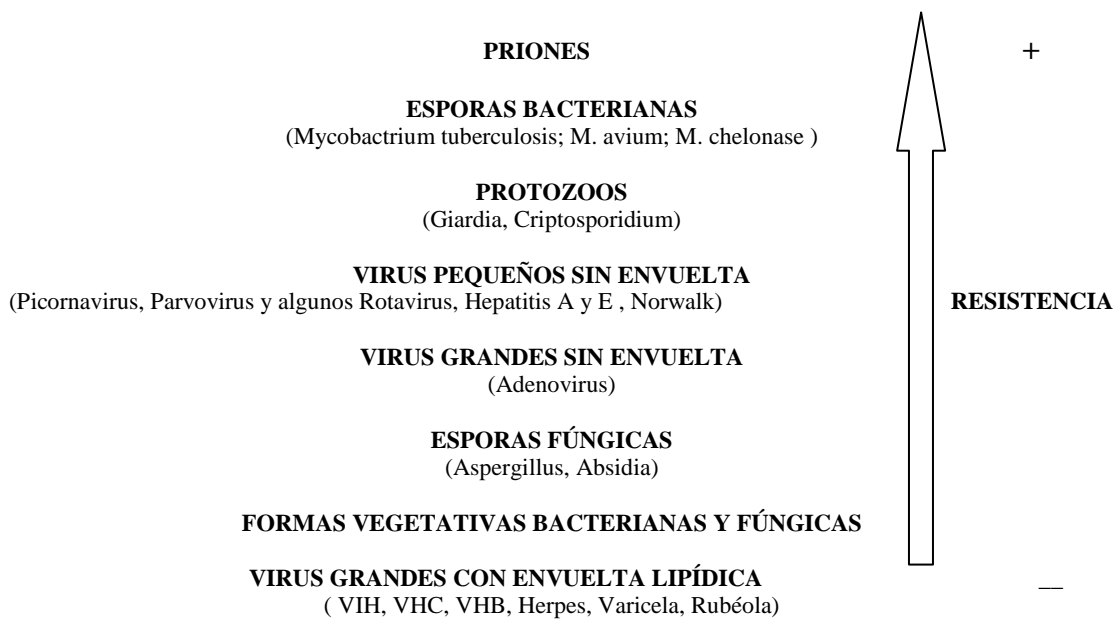 PRIONES +
ESPORAS BACTERIANAS
(Mycobactrium tuberculosis; M. avium; M. chelonase )
PROTOZOOS
(Giardia, Criptosporidium)
VIRUS PEQUEÑOS SIN ENVUELTA
(Picornavirus, Parvovirus y algunos Rotavirus, Hepatitis A y E , Norwalk) RESISTENCIA
VIRUS GRANDES SIN ENVUELTA
(Adenovirus)
ESPORAS FÚNGICAS
(Aspergillus, Absidia)
FORMAS VEGETATIVAS BACTERIANAS Y FÚNGICAS
VIRUS GRANDES CON ENVUELTA LIPÍDICA __
( VIH, VHC, VHB, Herpes, Varicela, Rubéola)